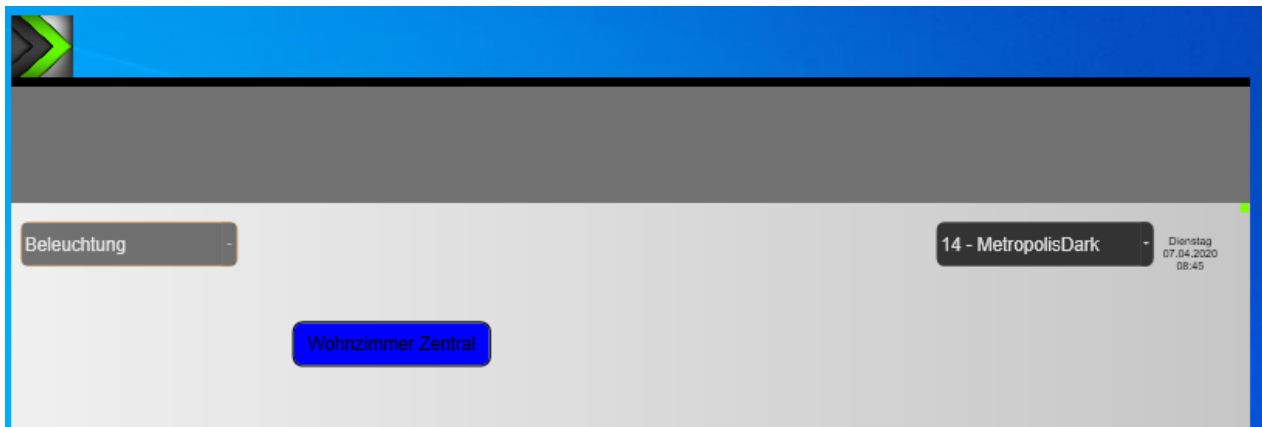 Beleuchtung
14 - MetropolisDark
Dienstag
07.04.2020
08:45
Wohnzimmer Zentral